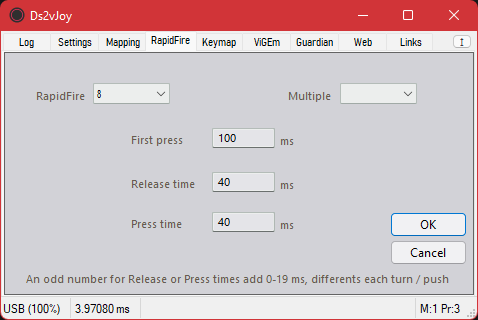 Ds2vJoy
Log Settings Mapping RapidFire Keymap ViGEm Guardian Web Links
RapidFire 8 Multiple
First press 100 ms
Release time 40 ms
Press time 40 ms
OK
Cancel
An odd number for Release or Press times add 0-19 ms, differents each turn / push
USB (100%) 3.97080 ms M:1 Pr:3